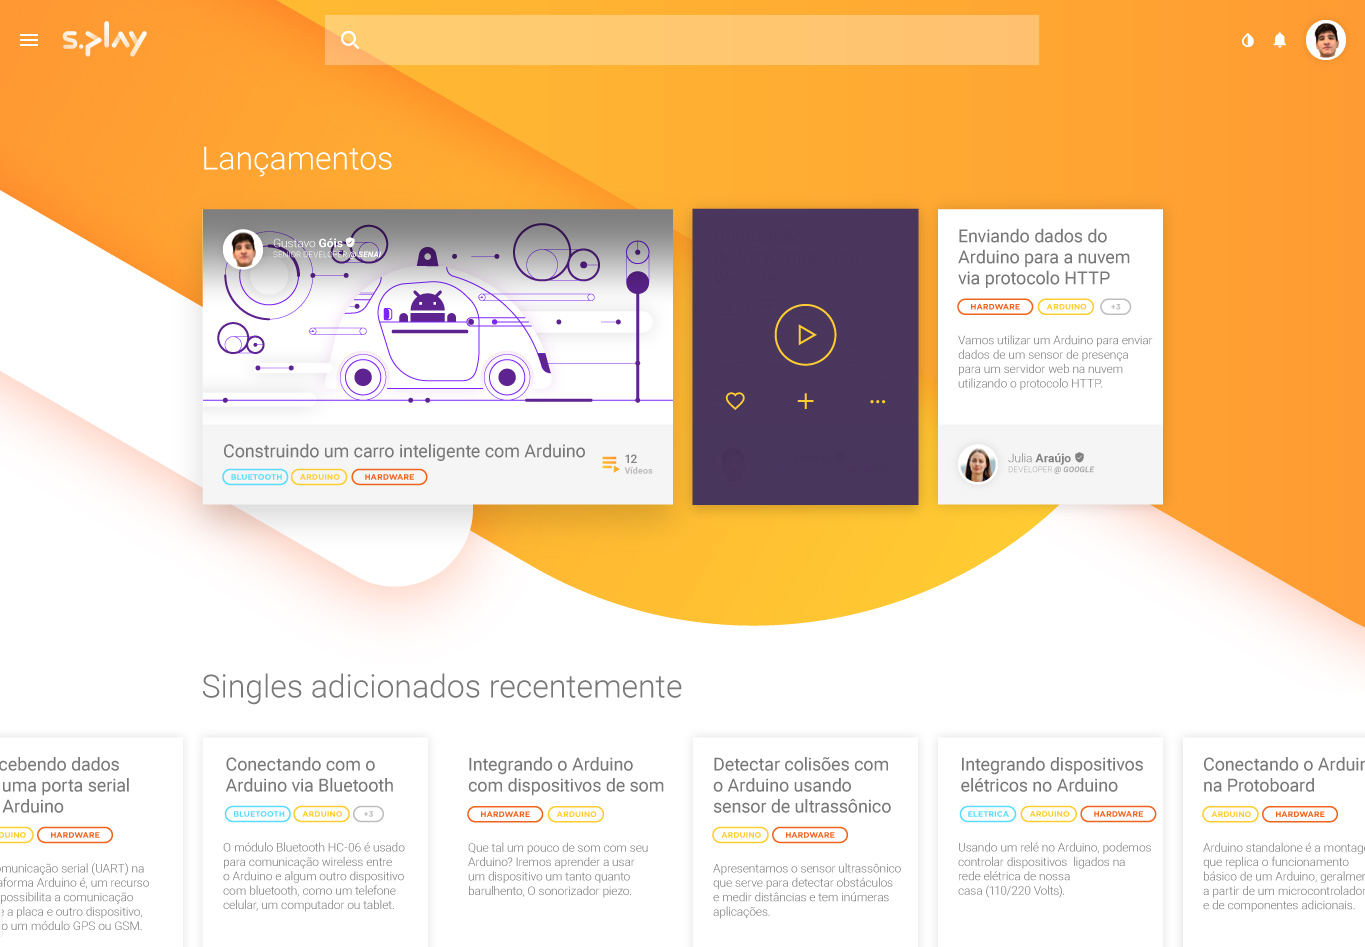 s.play
Lançamentos
Gustavo Góis
SENIOR DEVELOPER @ SENAI
Construindo um carro inteligente com Arduino
BLUETOOTH ARDUINO HARDWARE
12
Vídeos
Enviando dados do
Arduino para a nuvem
via protocolo HTTP
HARDWARE ARDUINO +3
Vamos utilizar um Arduino para enviar
dados de um sensor de presença
para um servidor web na nuvem
utilizando o protocolo HTTP.
Julia Araújo
DEVELOPER @ GOOGLE
Singles adicionados recentemente
cebendo dados
uma porta serial
Arduino
DUINO HARDWARE
municação serial (UART) na
aforma Arduino é, um recurso
possibilita a comunicação
e a placa e outro dispositivo,
o um módulo GPS ou GSM.
Conectando com o
Arduino via Bluetooth
BLUETOOTH ARDUINO +3
O módulo Bluetooth HC-06 é usado
para comunicação wireless entre
o Arduino e algum outro dispositivo
com bluetooth, como um telefone
celular, um computador ou tablet.
Integrando o Arduino
com dispositivos de som
HARDWARE ARDUINO
Que tal um pouco de som com seu
Arduino? Iremos aprender a usar
um dispositivo um tanto quanto
barulhento, O sonorizador piezo.
Detectar colisões com
o Arduino usando
sensor de ultrassônico
ARDUINO HARDWARE
Apresentamos o sensor ultrassônico
que serve para detectar obstáculos
e medir distâncias e tem inúmeras
aplicações.
Integrando dispositivos
elétricos no Arduino
ELETRICA ARDUINO HARDWARE
Usando um relé no Arduino, podemos
controlar dispositivos ligados na
rede elétrica de nossa
casa (110/220 Volts).
Conectando o Arduin
na Protoboard
ARDUINO HARDWARE
Arduino standalone é a montage
que replica o funcionamento
básico de um Arduino, geralmen
a partir de um microcontrolador
e de componentes adicionais.